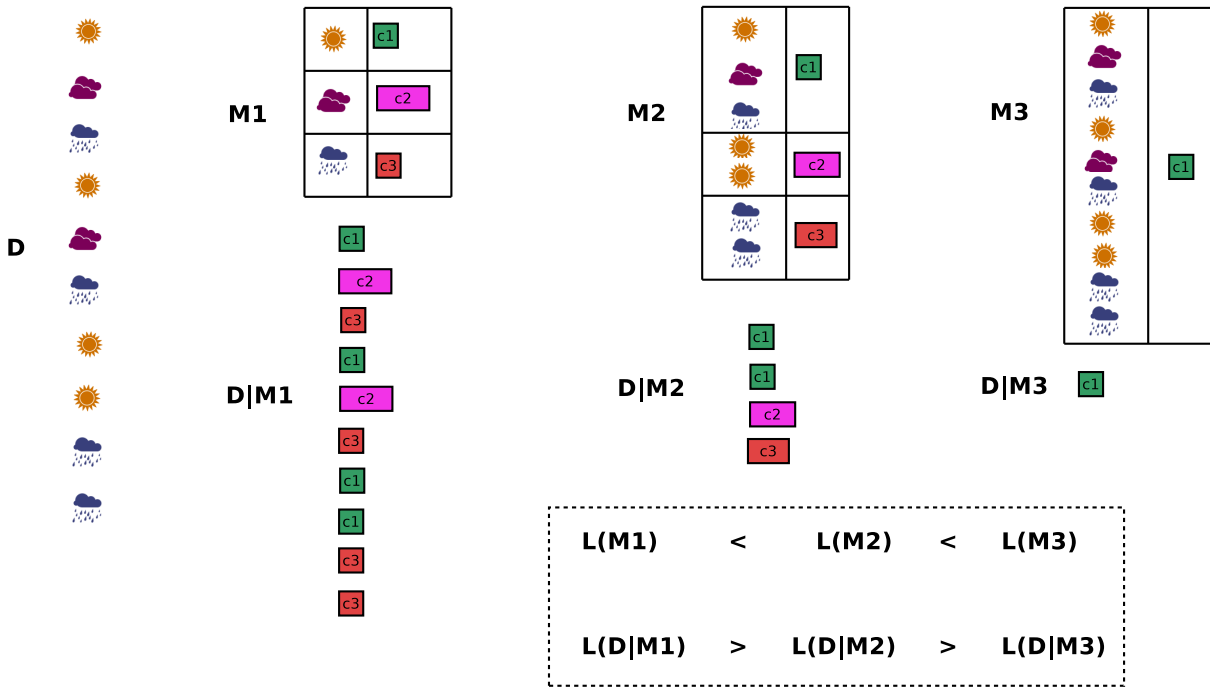 D
M1
c1
c2
c3
D|M1
c1
c2
c3
c1
c2
c3
c1
c1
c3
c3
M2
c1
c2
c3
D|M2
c1
c1
c2
c3
M3
c1
D|M3
c1
L(M1) < L(M2) < L(M3)
L(D|M1) > L(D|M2) > L(D|M3)